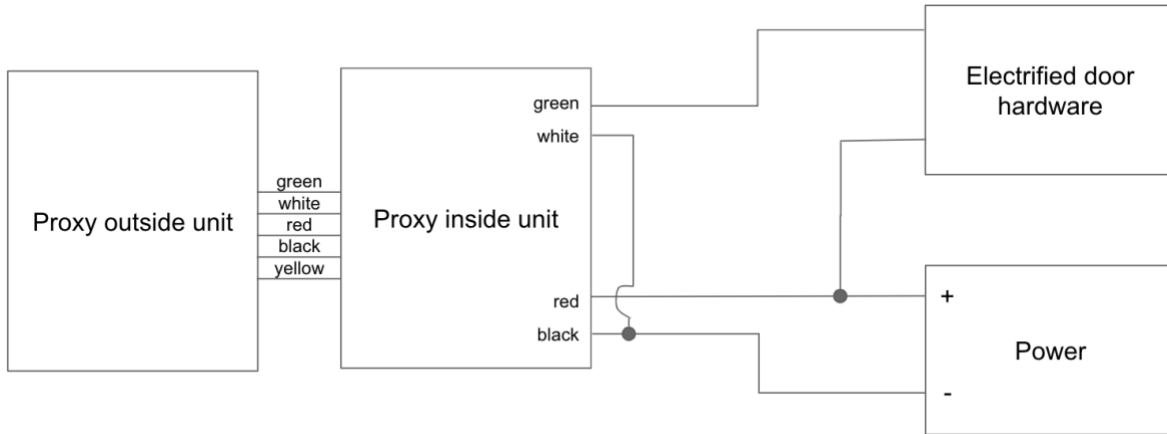 Proxy outside unit
green
white
red
black
yellow
Proxy inside unit
green
white
red
black
Electrified door
hardware
+
Power
-